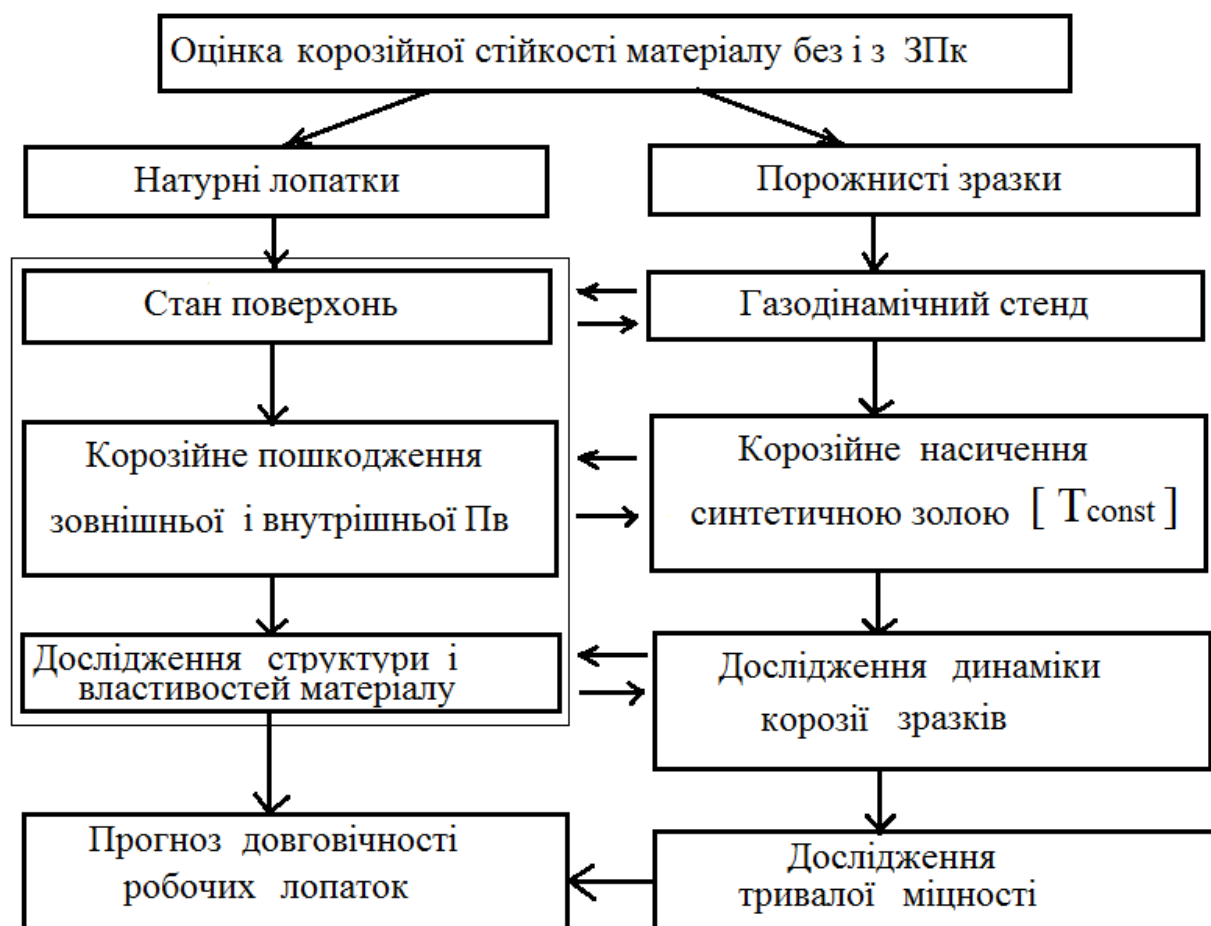 Оцінка корозійної стійкості матеріалу без і з ЗПк
Натурні лопатки
Порожнисті зразки
Стан поверхонь
Газодінамічний стенд
Корозійне пошкодження
зовнішньої і внутрішньої Пв
Корозійне насичення
синтетичною золою [ Tconst ]
Дослідження структури і
властивостей матеріалу
Дослідження динаміки
корозії зразків
Прогноз довговічності
робочих лопаток
Дослідження
тривалої міцності